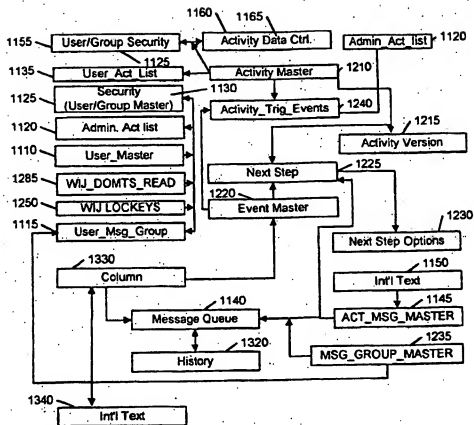 1160 1165
1155 User/Group Security Activity Data Ctrl. Admin_Act_list 1120
1125
1135 User_Act_List Activity Master 1210
1130
1125 Security (User/Group Master) Activity_Trig_Events 1240
1120 Admin. Act list 1215
Activity Version
1110 User_Master 1225
Next Step
1285 WIJ_DOMTS_READ 1220
1250 WIJ LOCKEYS Event Master 1230
1115 User_Msg_Group Next Step Options
1330 1150
Column Int'l Text
1140 1145
Message Queue ACT_MSG_MASTER
1320 1235
History MSG_GROUP_MASTER
1340
Int'l Text